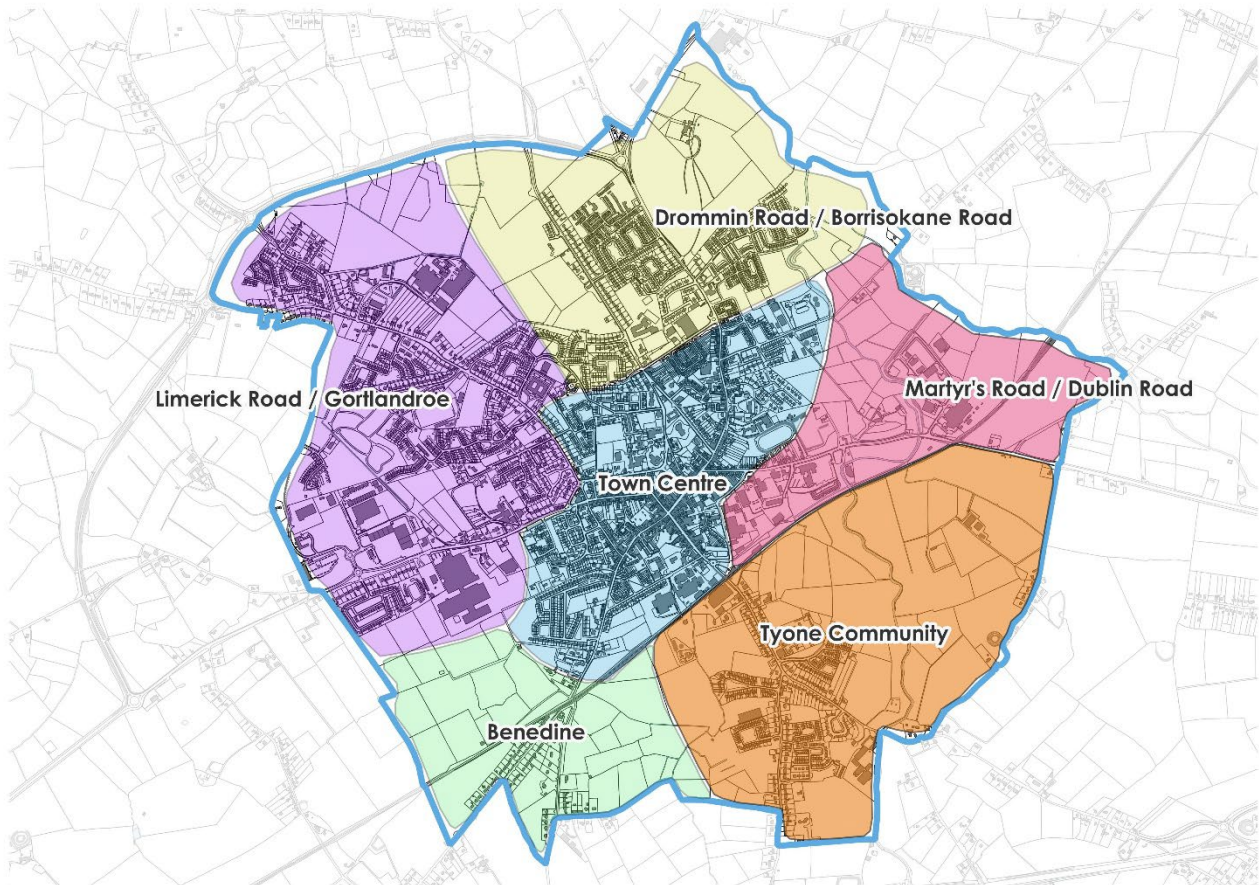 Drommin Road / Borrisokane Road
Martyr's Road / Dublin Road
Limerick Road / Gortlandroe
Town Centre
Tyone Community
Benedine